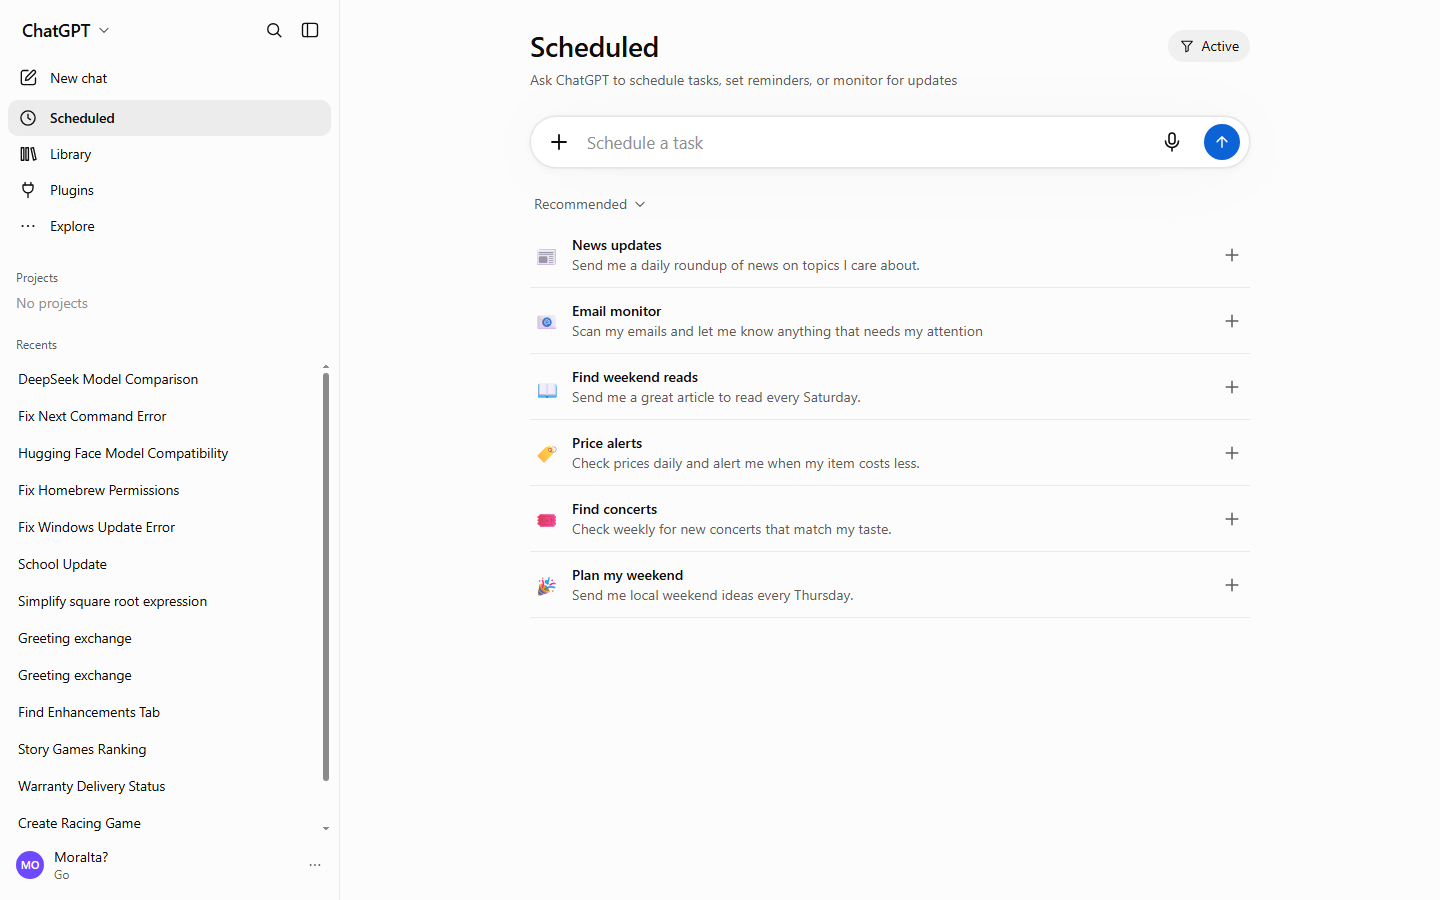 ChatGPT
New chat
Scheduled
Library
Plugins
Explore
Projects
No projects
Recents
DeepSeek Model Comparison
Fix Next Command Error
Hugging Face Model Compatibility
Fix Homebrew Permissions
Fix Windows Update Error
School Update
Simplify square root expression
Greeting exchange
Greeting exchange
Find Enhancements Tab
Story Games Ranking
Warranty Delivery Status
Create Racing Game
MO
Moralta?
Go
Scheduled
Active
Ask ChatGPT to schedule tasks, set reminders, or monitor for updates
Schedule a task
Recommended
News updates
Send me a daily roundup of news on topics I care about.
Email monitor
Scan my emails and let me know anything that needs my attention
Find weekend reads
Send me a great article to read every Saturday.
Price alerts
Check prices daily and alert me when my item costs less.
Find concerts
Check weekly for new concerts that match my taste.
Plan my weekend
Send me local weekend ideas every Thursday.